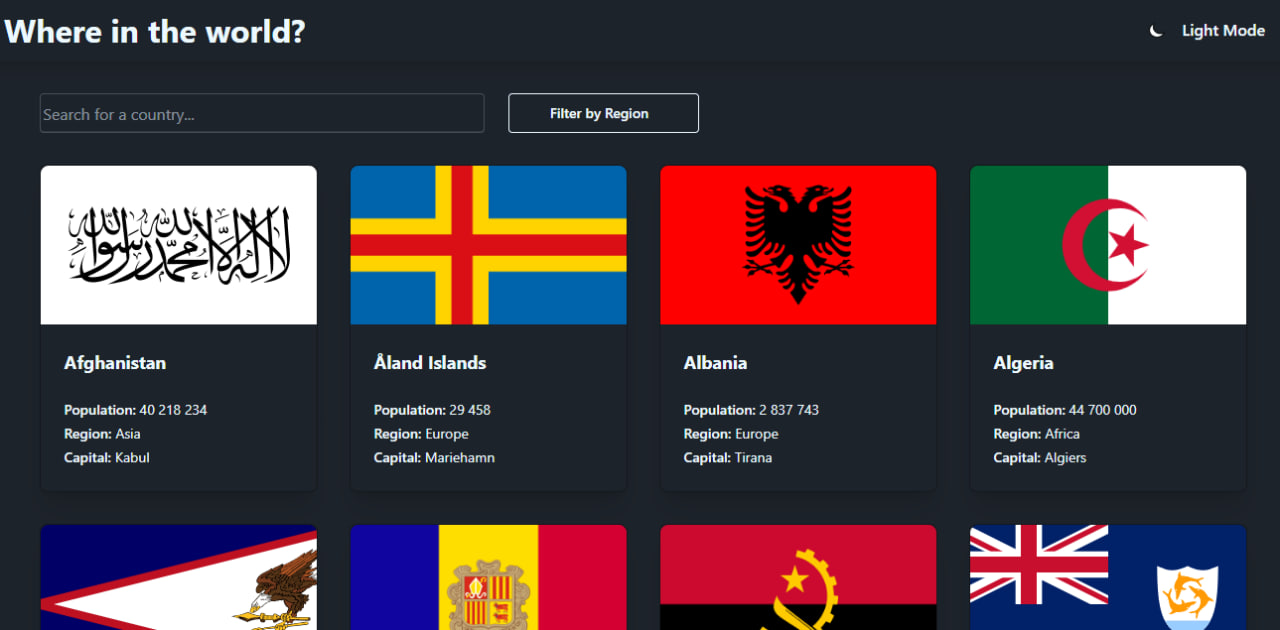 Where in the world?
Light Mode
Search for a country...
Filter by Region
لا إله إلا الله محمد رسول الله
Afghanistan
Population: 40 218 234
Region: Asia
Capital: Kabul
Åland Islands
Population: 29 458
Region: Europe
Capital: Mariehamn
Albania
Population: 2 837 743
Region: Europe
Capital: Tirana
Algeria
Population: 44 700 000
Region: Africa
Capital: Algiers